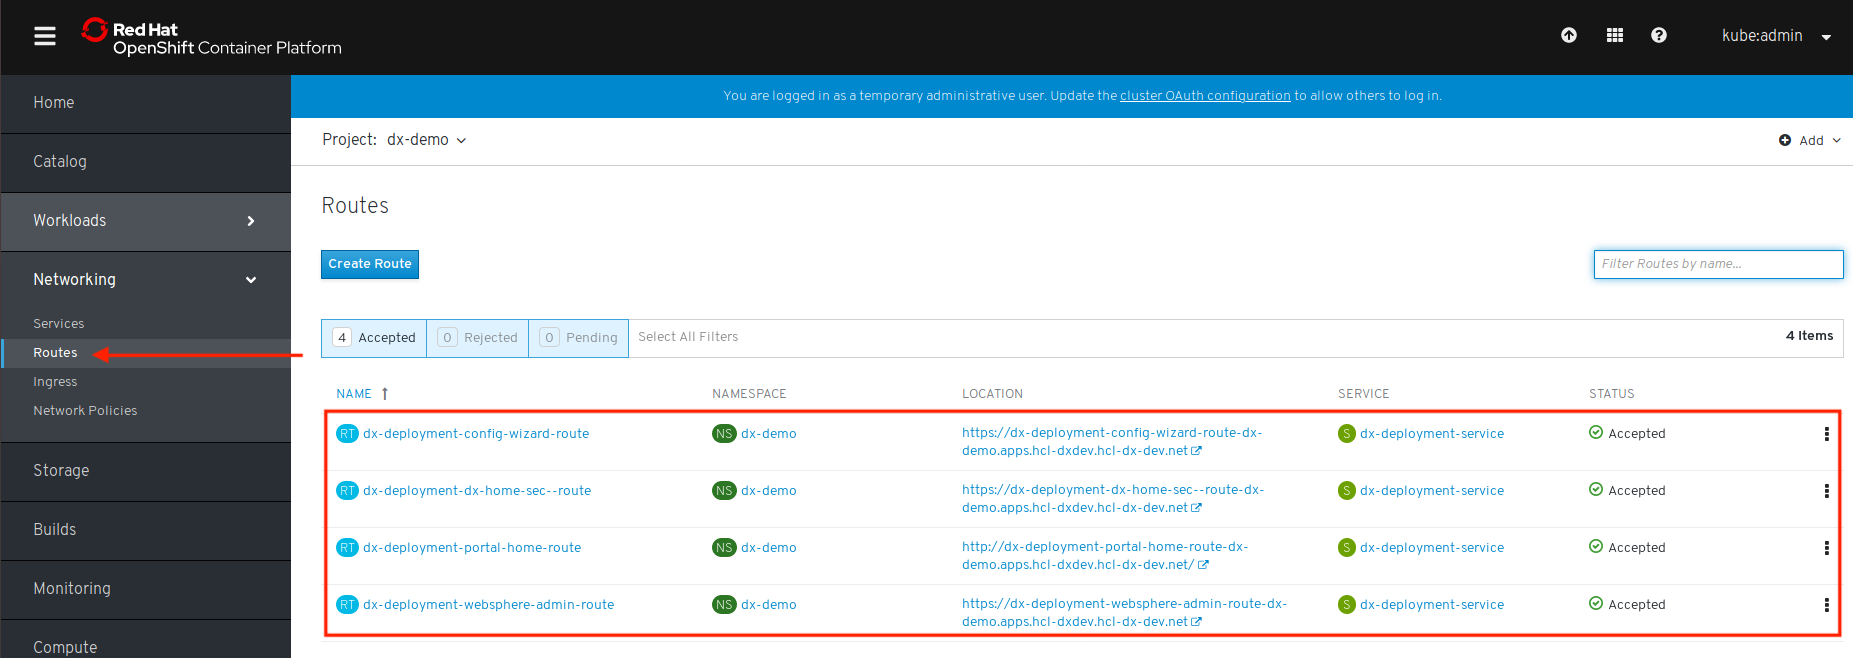 Red Hat
OpenShift Container Platform
kube:admin
You are logged in as a temporary administrative user. Update the cluster OAuth configuration to allow others to log in.
Home
Catalog
Workloads
Networking
Services
Routes
Ingress
Network Policies
Storage
Builds
Monitoring
Compute
Project: dx-demo
Add
Routes
Create Route
Filter Routes by name...
4 Accepted 0 Rejected 0 Pending Select All Filters 4 Items
NAME NAMESPACE LOCATION SERVICE STATUS
RT dx-deployment-config-wizard-route NS dx-demo https://dx-deployment-config-wizard-route-dx- S dx-deployment-service Accepted
demo.apps.hcl-dxdev.hcl-dx-dev.net
RT dx-deployment-dx-home-sec--route NS dx-demo https://dx-deployment-dx-home-sec--route-dx- S dx-deployment-service Accepted
demo.apps.hcl-dxdev.hcl-dx-dev.net
RT dx-deployment-portal-home-route NS dx-demo http://dx-deployment-portal-home-route-dx- S dx-deployment-service Accepted
demo.apps.hcl-dxdev.hcl-dx-dev.net/
RT dx-deployment-websphere-admin-route NS dx-demo https://dx-deployment-websphere-admin-route-dx- S dx-deployment-service Accepted
demo.apps.hcl-dxdev.hcl-dx-dev.net